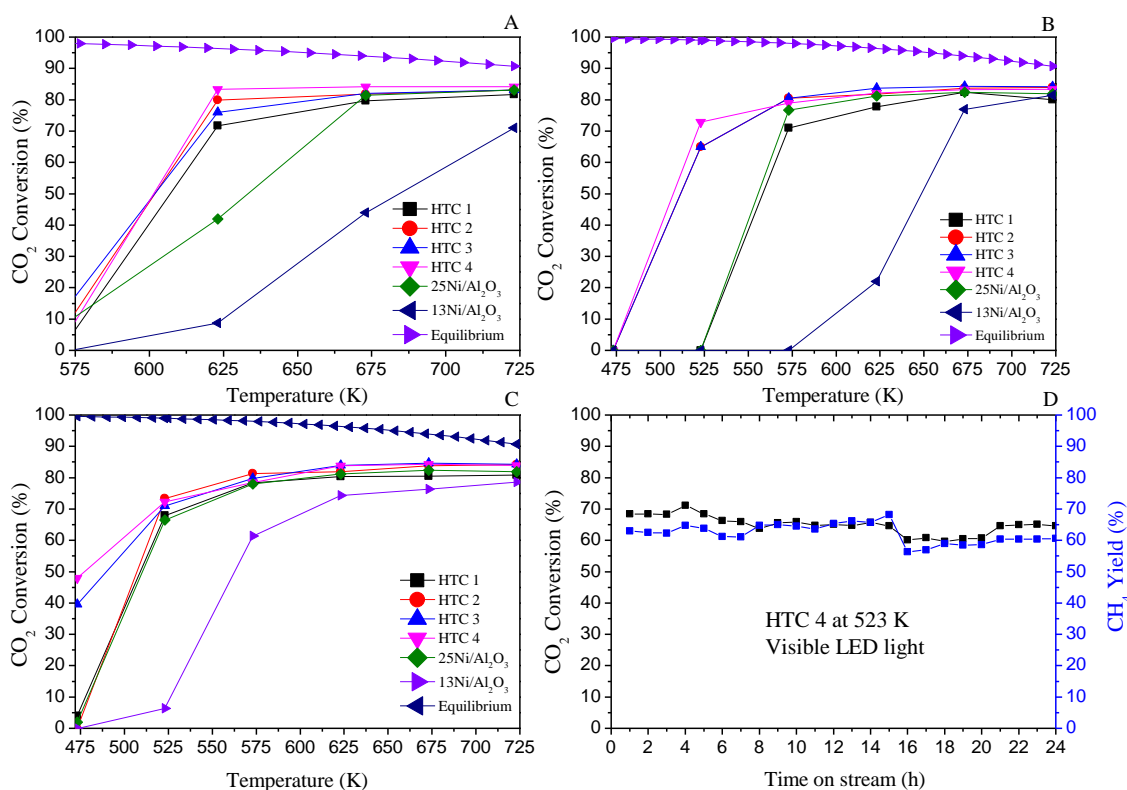 A
CO₂ Conversion (%)
100
90
80
70
60
50
40
30
20
10
0
HTC 1
HTC 2
HTC 3
HTC 4
25Ni/Al₂O₃
13Ni/Al₂O₃
Equilibrium
575 600 625 650 675 700 725
Temperature (K)
B
CO₂ Conversion (%)
100
90
80
70
60
50
40
30
20
10
0
HTC 1
HTC 2
HTC 3
HTC 4
25Ni/Al₂O₃
13Ni/Al₂O₃
Equilibrium
475 500 525 550 575 600 625 650 675 700 725
Temperature (K)
C
CO₂ Conversion (%)
100
90
80
70
60
50
40
30
20
10
0
HTC 1
HTC 2
HTC 3
HTC 4
25Ni/Al₂O₃
13Ni/Al₂O₃
Equilibrium
475 500 525 550 575 600 625 650 675 700 725
Temperature (K)
D
CO₂ Conversion (%)
100
90
80
70
60
50
40
30
20
10
0
HTC 4 at 523 K
Visible LED light
100
90
80
70
60
50
40
30
20
10
0
CH₄ Yield (%)
0 2 4 6 8 10 12 14 16 18 20 22 24
Time on stream (h)